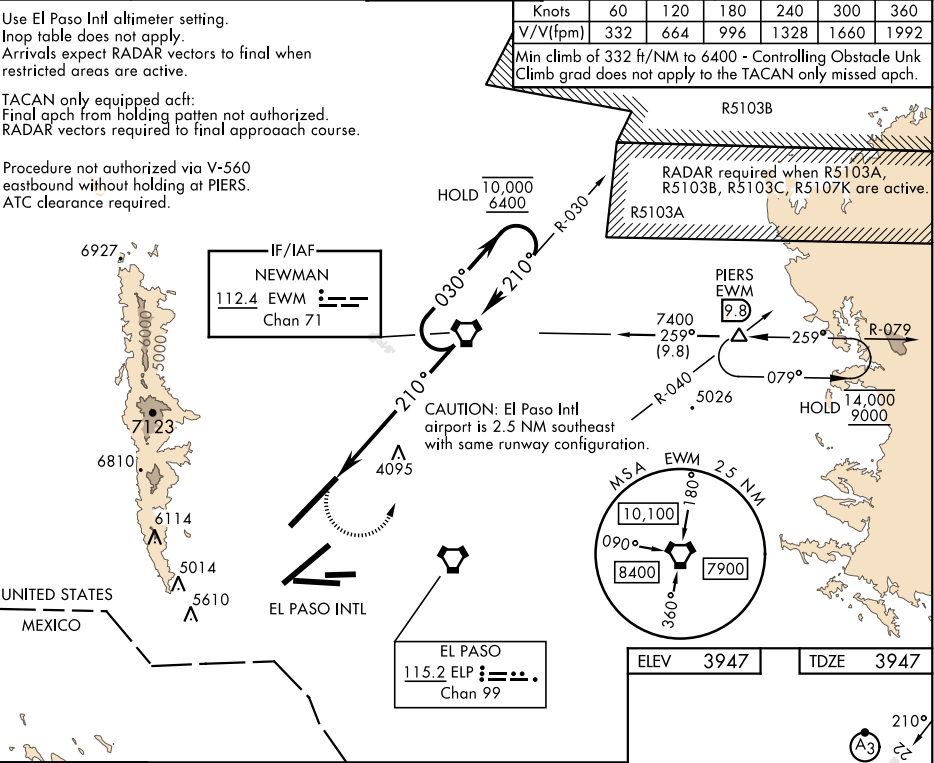 Use El Paso Intl altimeter setting.
Inop table does not apply.
Arrivals expect RADAR vectors to final when
restricted areas are active.
TACAN only equipped acft:
Final apch from holding patten not authorized.
RADAR vectors required to final approaach course.
Procedure not authorized via V-560
eastbound without holding at PIERS.
ATC clearance required.
Knots 60 120 180 240 300 360
V/V(fpm) 332 664 996 1328 1660 1992
Min climb of 332 ft/NM to 6400 - Controlling Obstacle Unk
Climb grad does not apply to the TACAN only missed apch.
R5103B
RADAR required when R5103A,
R5103B, R5103C, R5107K are active.
R5103A
HOLD 10,000
6400
R-030
030°
210°
6927
IF/IAF
NEWMAN
112.4 EWM
Chan 71
6000
5000
PIERS
EWM
9.8
7400
259°
(9.8)
259°
R-079
079°
R-040
5026
HOLD 14,000
9000
210°
CAUTION: El Paso Intl
airport is 2.5 NM southeast
with same runway configuration.
7123
4095
6810
6114
5014
5610
UNITED STATES
MEXICO
EL PASO INTL
MSA EWM 25 NM
180°
10,100
090°
8400
7900
360°
EL PASO
115.2 ELP
Chan 99
ELEV 3947
TDZE 3947
210°
A3
22